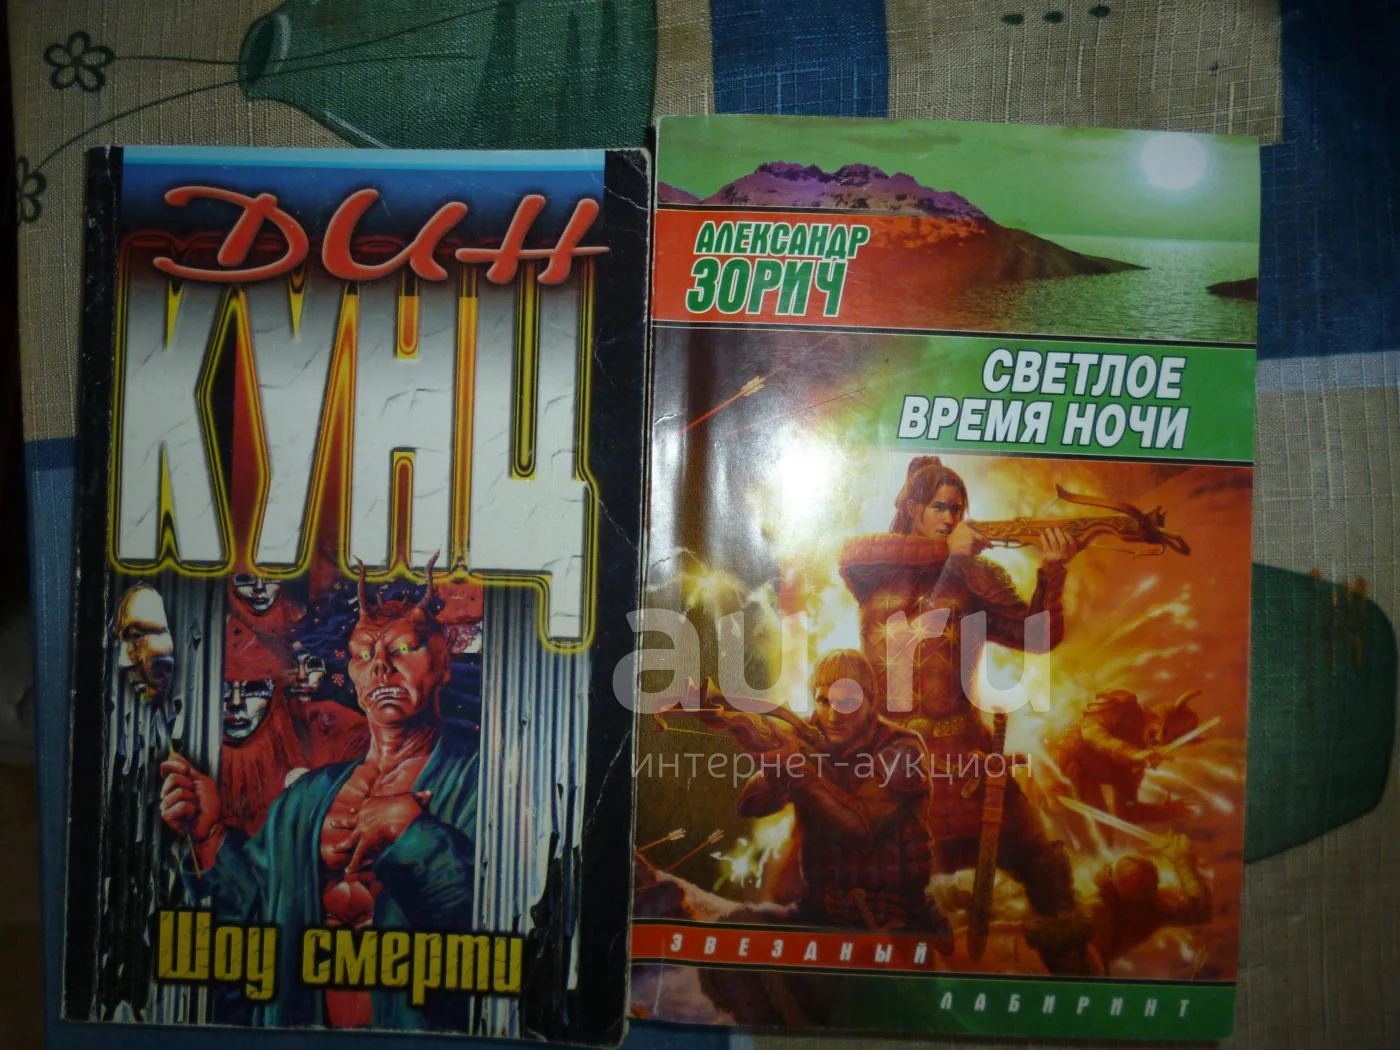 ДИН
КУНЦ
Шоу смерти
АЛЕКСАНДР
ЗОРИЧ
СВЕТЛОЕ
ВРЕМЯ НОЧИ
ЗВЕЗДНЫЙ
ЛАБИРИНТ
au.ru
интернет-аукцион